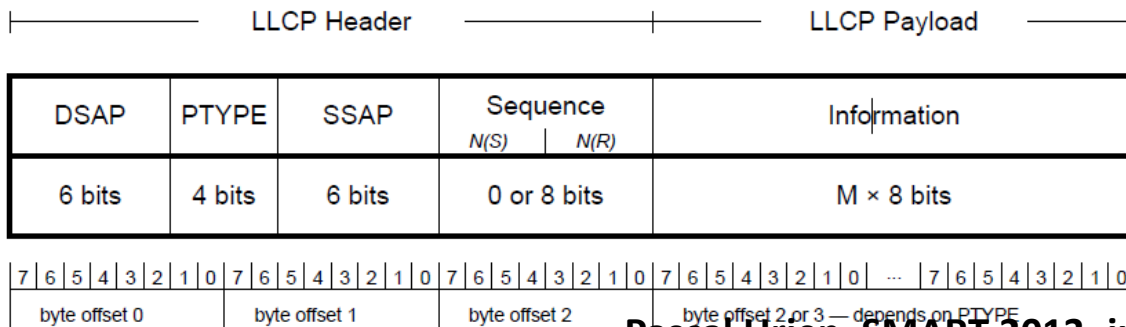 LLCP Header LLCP Payload
DSAP PTYPE SSAP Sequence Information
N(S) N(R)
6 bits 4 bits 6 bits 0 or 8 bits M × 8 bits
7 6 5 4 3 2 1 0 7 6 5 4 3 2 1 0 7 6 5 4 3 2 1 0 7 6 5 4 3 2 1 0 ... 7 6 5 4 3 2 1 0
byte offset 0 byte offset 1 byte offset 2 byte offset 2 or 3 — depends on PTYPE
SMART 2012